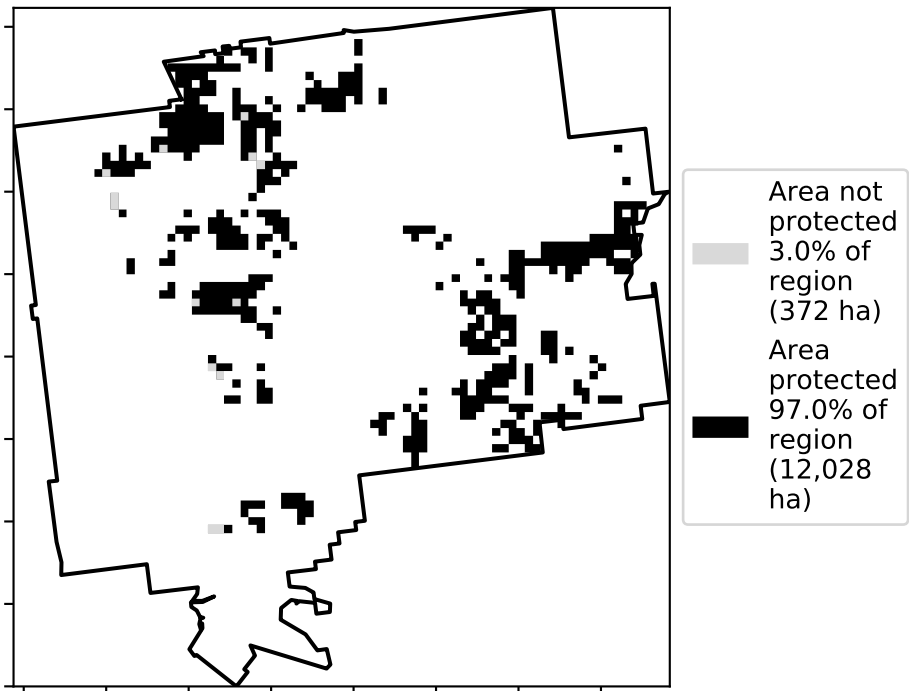 Area not
protected
3.0% of
region
(372 ha)
Area
protected
97.0% of
region
(12,028
ha)